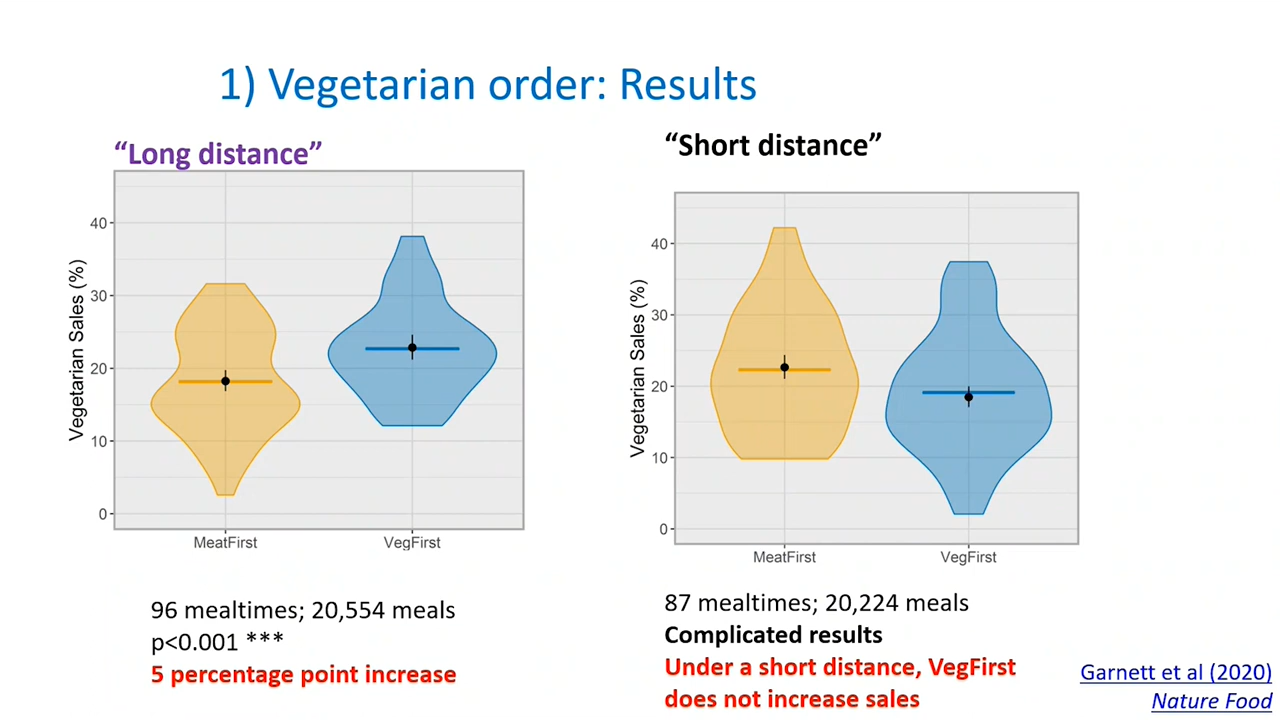 1) Vegetarian order: Results
“Long distance”
Vegetarian Sales (%)
40
30
20
10
0
MeatFirst
VegFirst
96 mealtimes; 20,554 meals
p<0.001 ***
5 percentage point increase
“Short distance”
Vegetarian Sales (%)
40
30
20
10
0
MeatFirst
VegFirst
87 mealtimes; 20,224 meals
Complicated results
Under a short distance, VegFirst
does not increase sales
Garnett et al (2020)
Nature Food